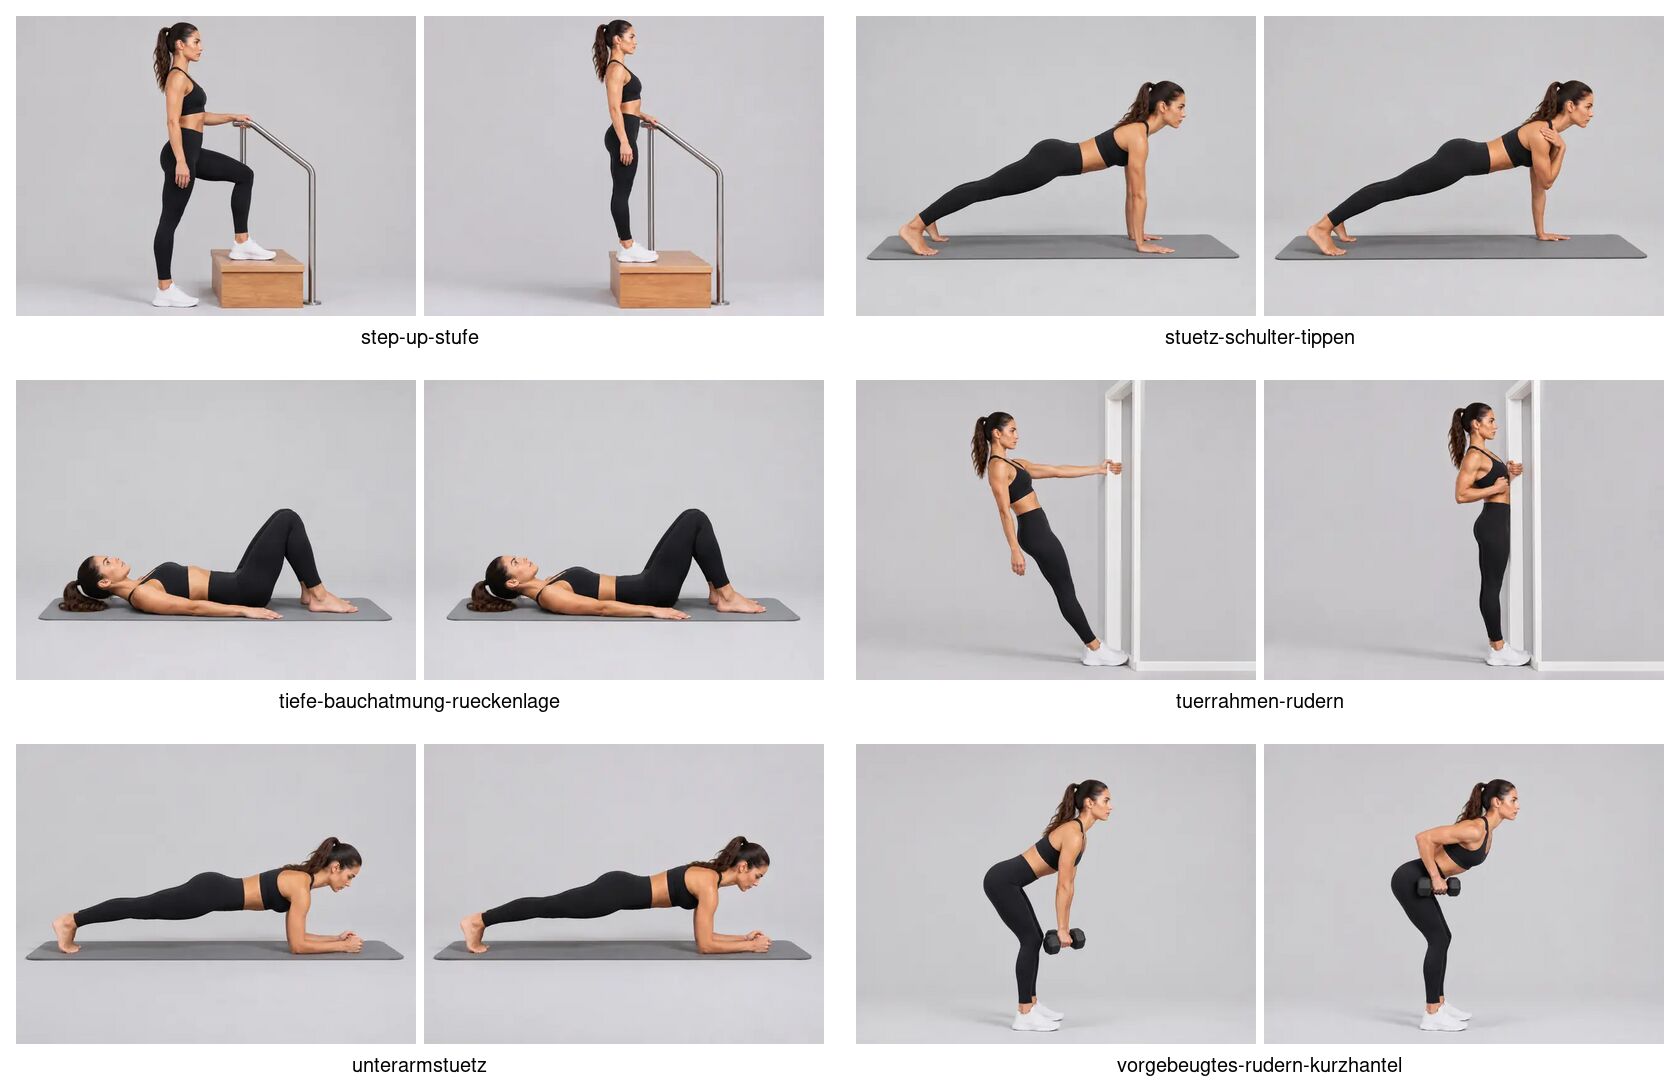 step-up-stufe
stuetz-schulter-tippen
tiefe-bauchatmung-rueckenlage
tuerrahmen-rudern
unterarmstuetz
vorgebeugtes-rudern-kurzhantel